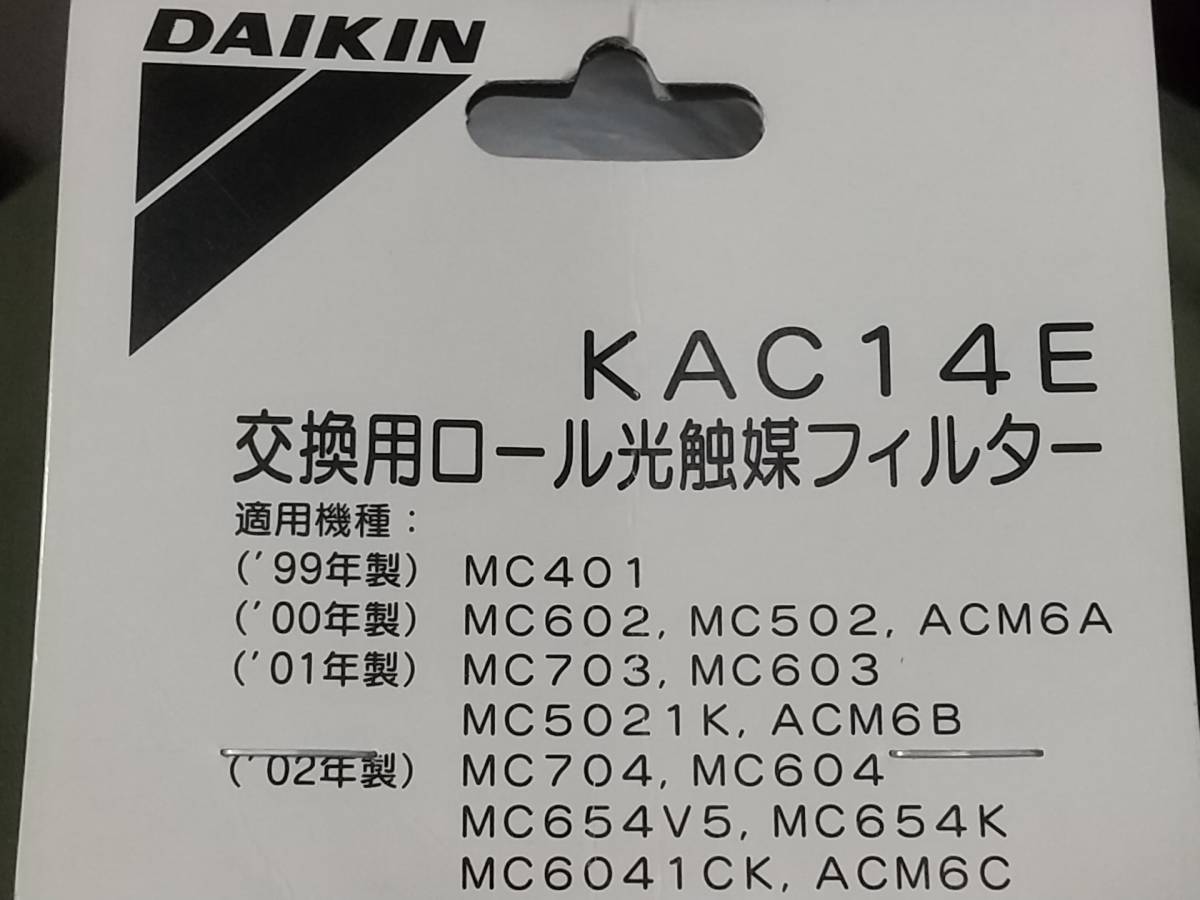 DAIKIN
KAC14E
交換用ロール光触媒フィルター
適用機種：
（'99年製） MC401
（'00年製） MC602, MC502, ACM6A
（'01年製） MC703, MC603
MC5021K, ACM6B
（'02年製） MC704, MC604
MC654V5, MC654K
MC6041CK, ACM6C